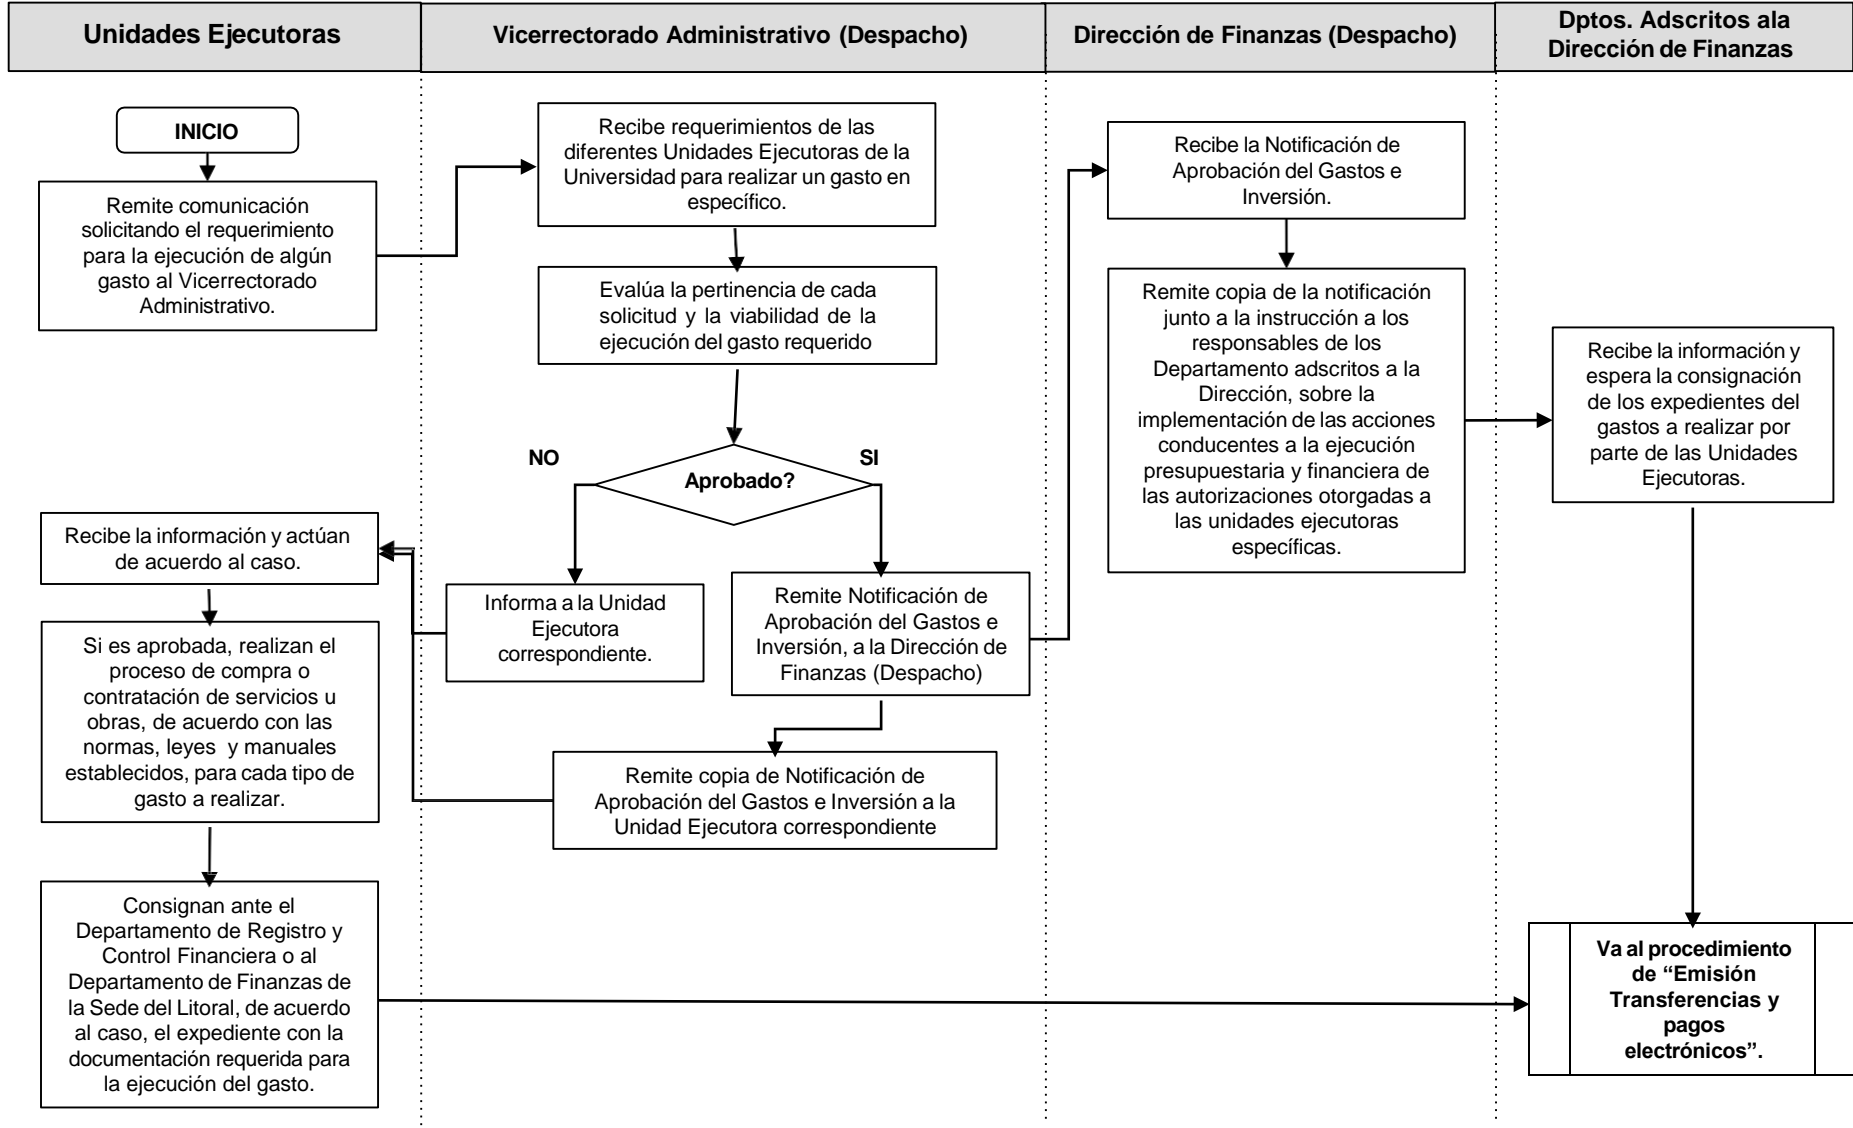 Unidades Ejecutoras
Vicerrectorado Administrativo (Despacho)
Dirección de Finanzas (Despacho)
Dptos. Adscritos ala
Dirección de Finanzas
INICIO
Remite comunicación
solicitando el requerimiento
para la ejecución de algún
gasto al Vicerrectorado
Administrativo.
Recibe requerimientos de las
diferentes Unidades Ejecutoras de la
Universidad para realizar un gasto en
específico.
Evalúa la pertinencia de cada
solicitud y la viabilidad de la
ejecución del gasto requerido
NO
SI
Aprobado?
Informa a la Unidad
Ejecutora
correspondiente.
Remite Notificación de
Aprobación del Gastos e
Inversión, a la Dirección de
Finanzas (Despacho)
Remite copia de Notificación de
Aprobación del Gastos e Inversión a la
Unidad Ejecutora correspondiente
Recibe la información y actúan
de acuerdo al caso.
Si es aprobada, realizan el
proceso de compra o
contratación de servicios u
obras, de acuerdo con las
normas, leyes y manuales
establecidos, para cada tipo de
gasto a realizar.
Consignan ante el
Departamento de Registro y
Control Financiera o al
Departamento de Finanzas de
la Sede del Litoral, de acuerdo
al caso, el expediente con la
documentación requerida para
la ejecución del gasto.
Recibe la Notificación de
Aprobación del Gastos e
Inversión.
Remite copia de la notificación
junto a la instrucción a los
responsables de los
Departamento adscritos a la
Dirección, sobre la
implementación de las acciones
conducentes a la ejecución
presupuestaria y financiera de
las autorizaciones otorgadas a
las unidades ejecutoras
específicas.
Recibe la información y
espera la consignación
de los expedientes del
gastos a realizar por
parte de las Unidades
Ejecutoras.
Va al procedimiento
de “Emisión
Transferencias y
pagos
electrónicos”.